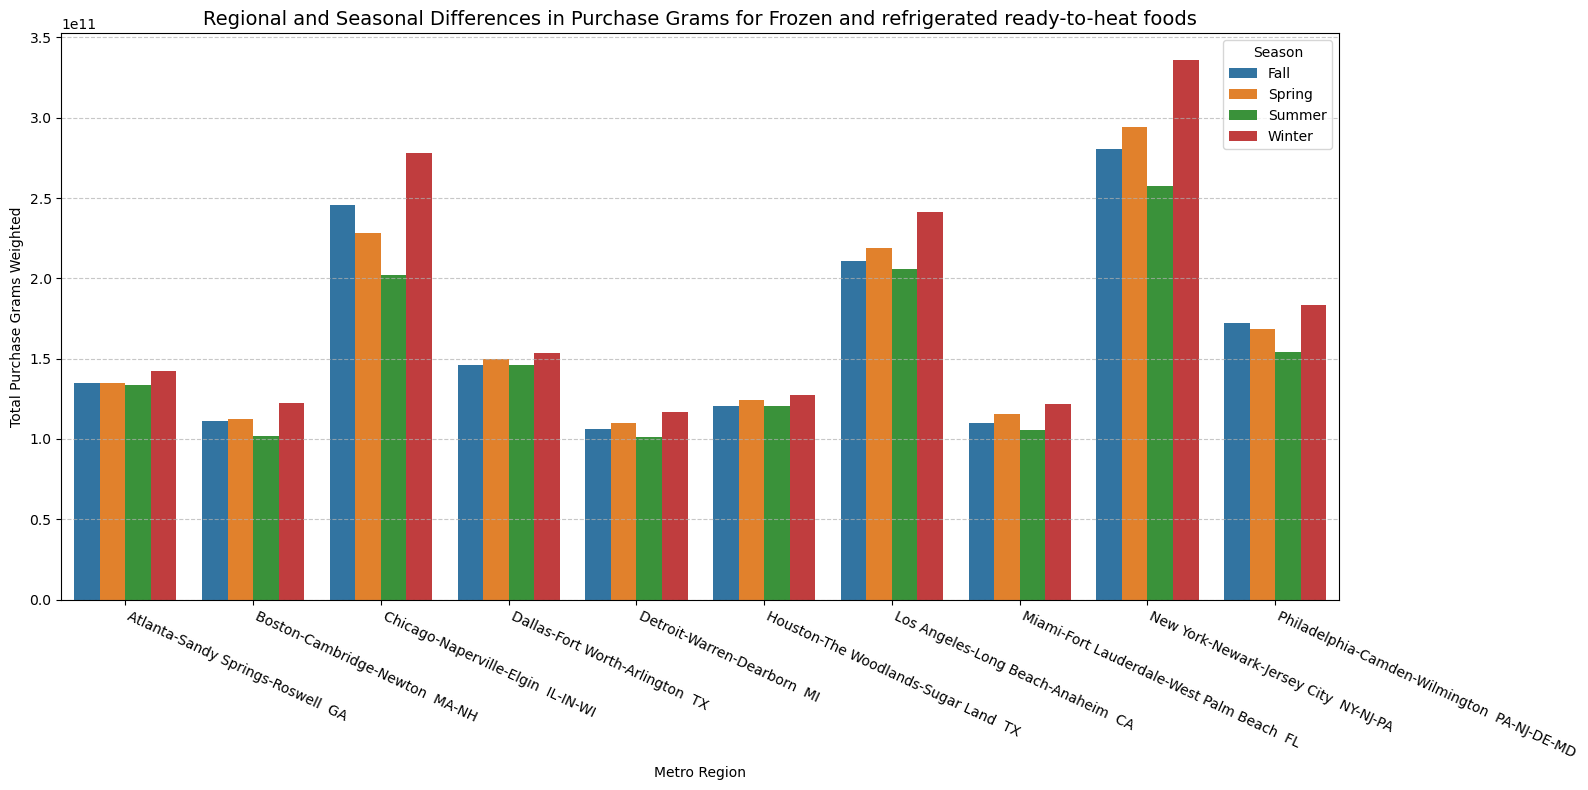 Regional and Seasonal Differences in Purchase Grams for Frozen and refrigerated ready-to-heat foods
1e11
3.5
3.0
2.5
2.0
1.5
1.0
0.5
0.0
Total Purchase Grams Weighted
Season
Fall
Spring
Summer
Winter
Atlanta-Sandy Springs-Roswell  GA
Boston-Cambridge-Newton  MA-NH
Chicago-Naperville-Elgin  IL-IN-WI
Dallas-Fort Worth-Arlington  TX
Detroit-Warren-Dearborn  MI
Houston-The Woodlands-Sugar Land  TX
Los Angeles-Long Beach-Anaheim  CA
Miami-Fort Lauderdale-West Palm Beach  FL
New York-Newark-Jersey City  NY-NJ-PA
Philadelphia-Camden-Wilmington  PA-NJ-DE-MD
Metro Region